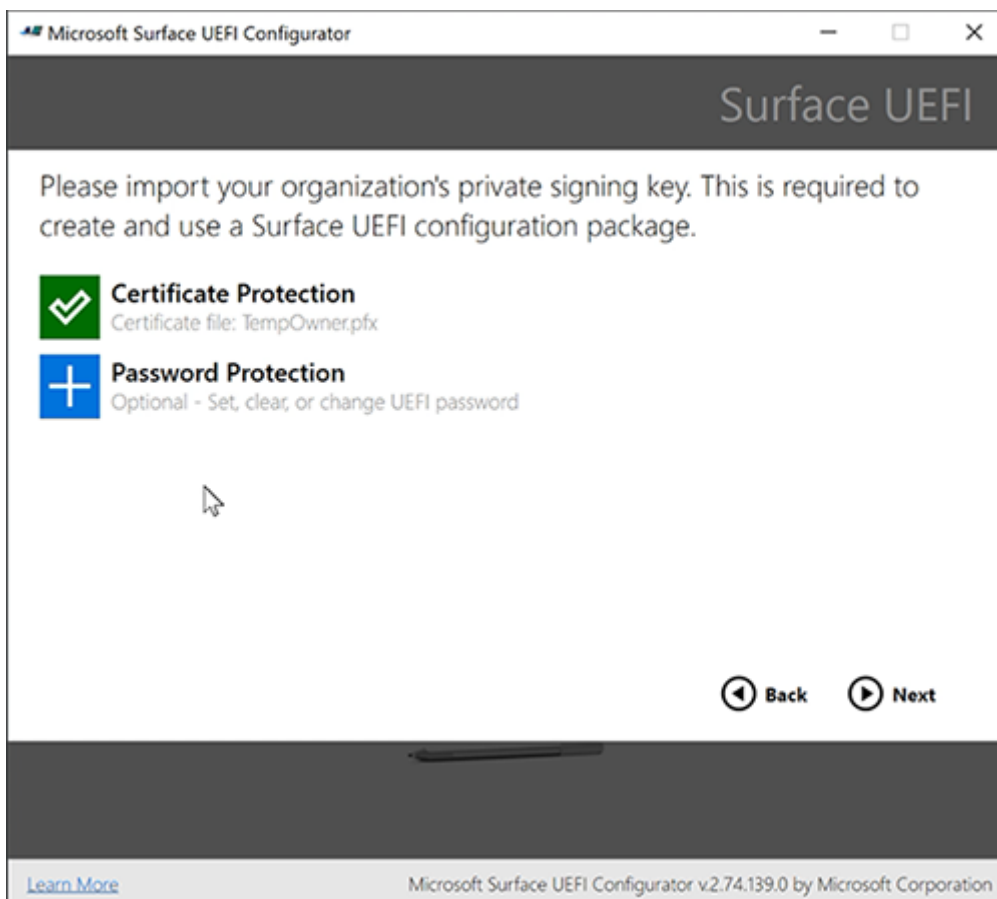 Microsoft Surface UEFI Configurator
Surface UEFI
Please import your organization's private signing key. This is required to
create and use a Surface UEFI configuration package.
Certificate Protection
Certificate file: TempOwner.pfx
Password Protection
Optional - Set, clear, or change UEFI password
Back
Next
Learn More
Microsoft Surface UEFI Configurator v.2.74.139.0 by Microsoft Corporation